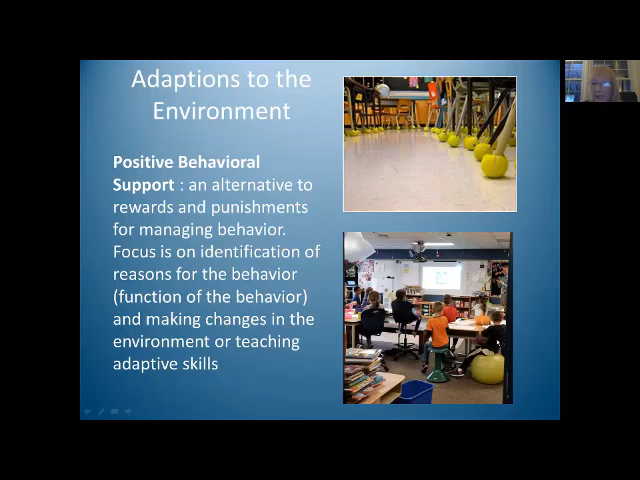 Adaptions to the
Environment
Positive Behavioral
Support : an alternative to
rewards and punishments
for managing behavior.
Focus is on identification of
reasons for the behavior
(function of the behavior)
and making changes in the
environment or teaching
adaptive skills